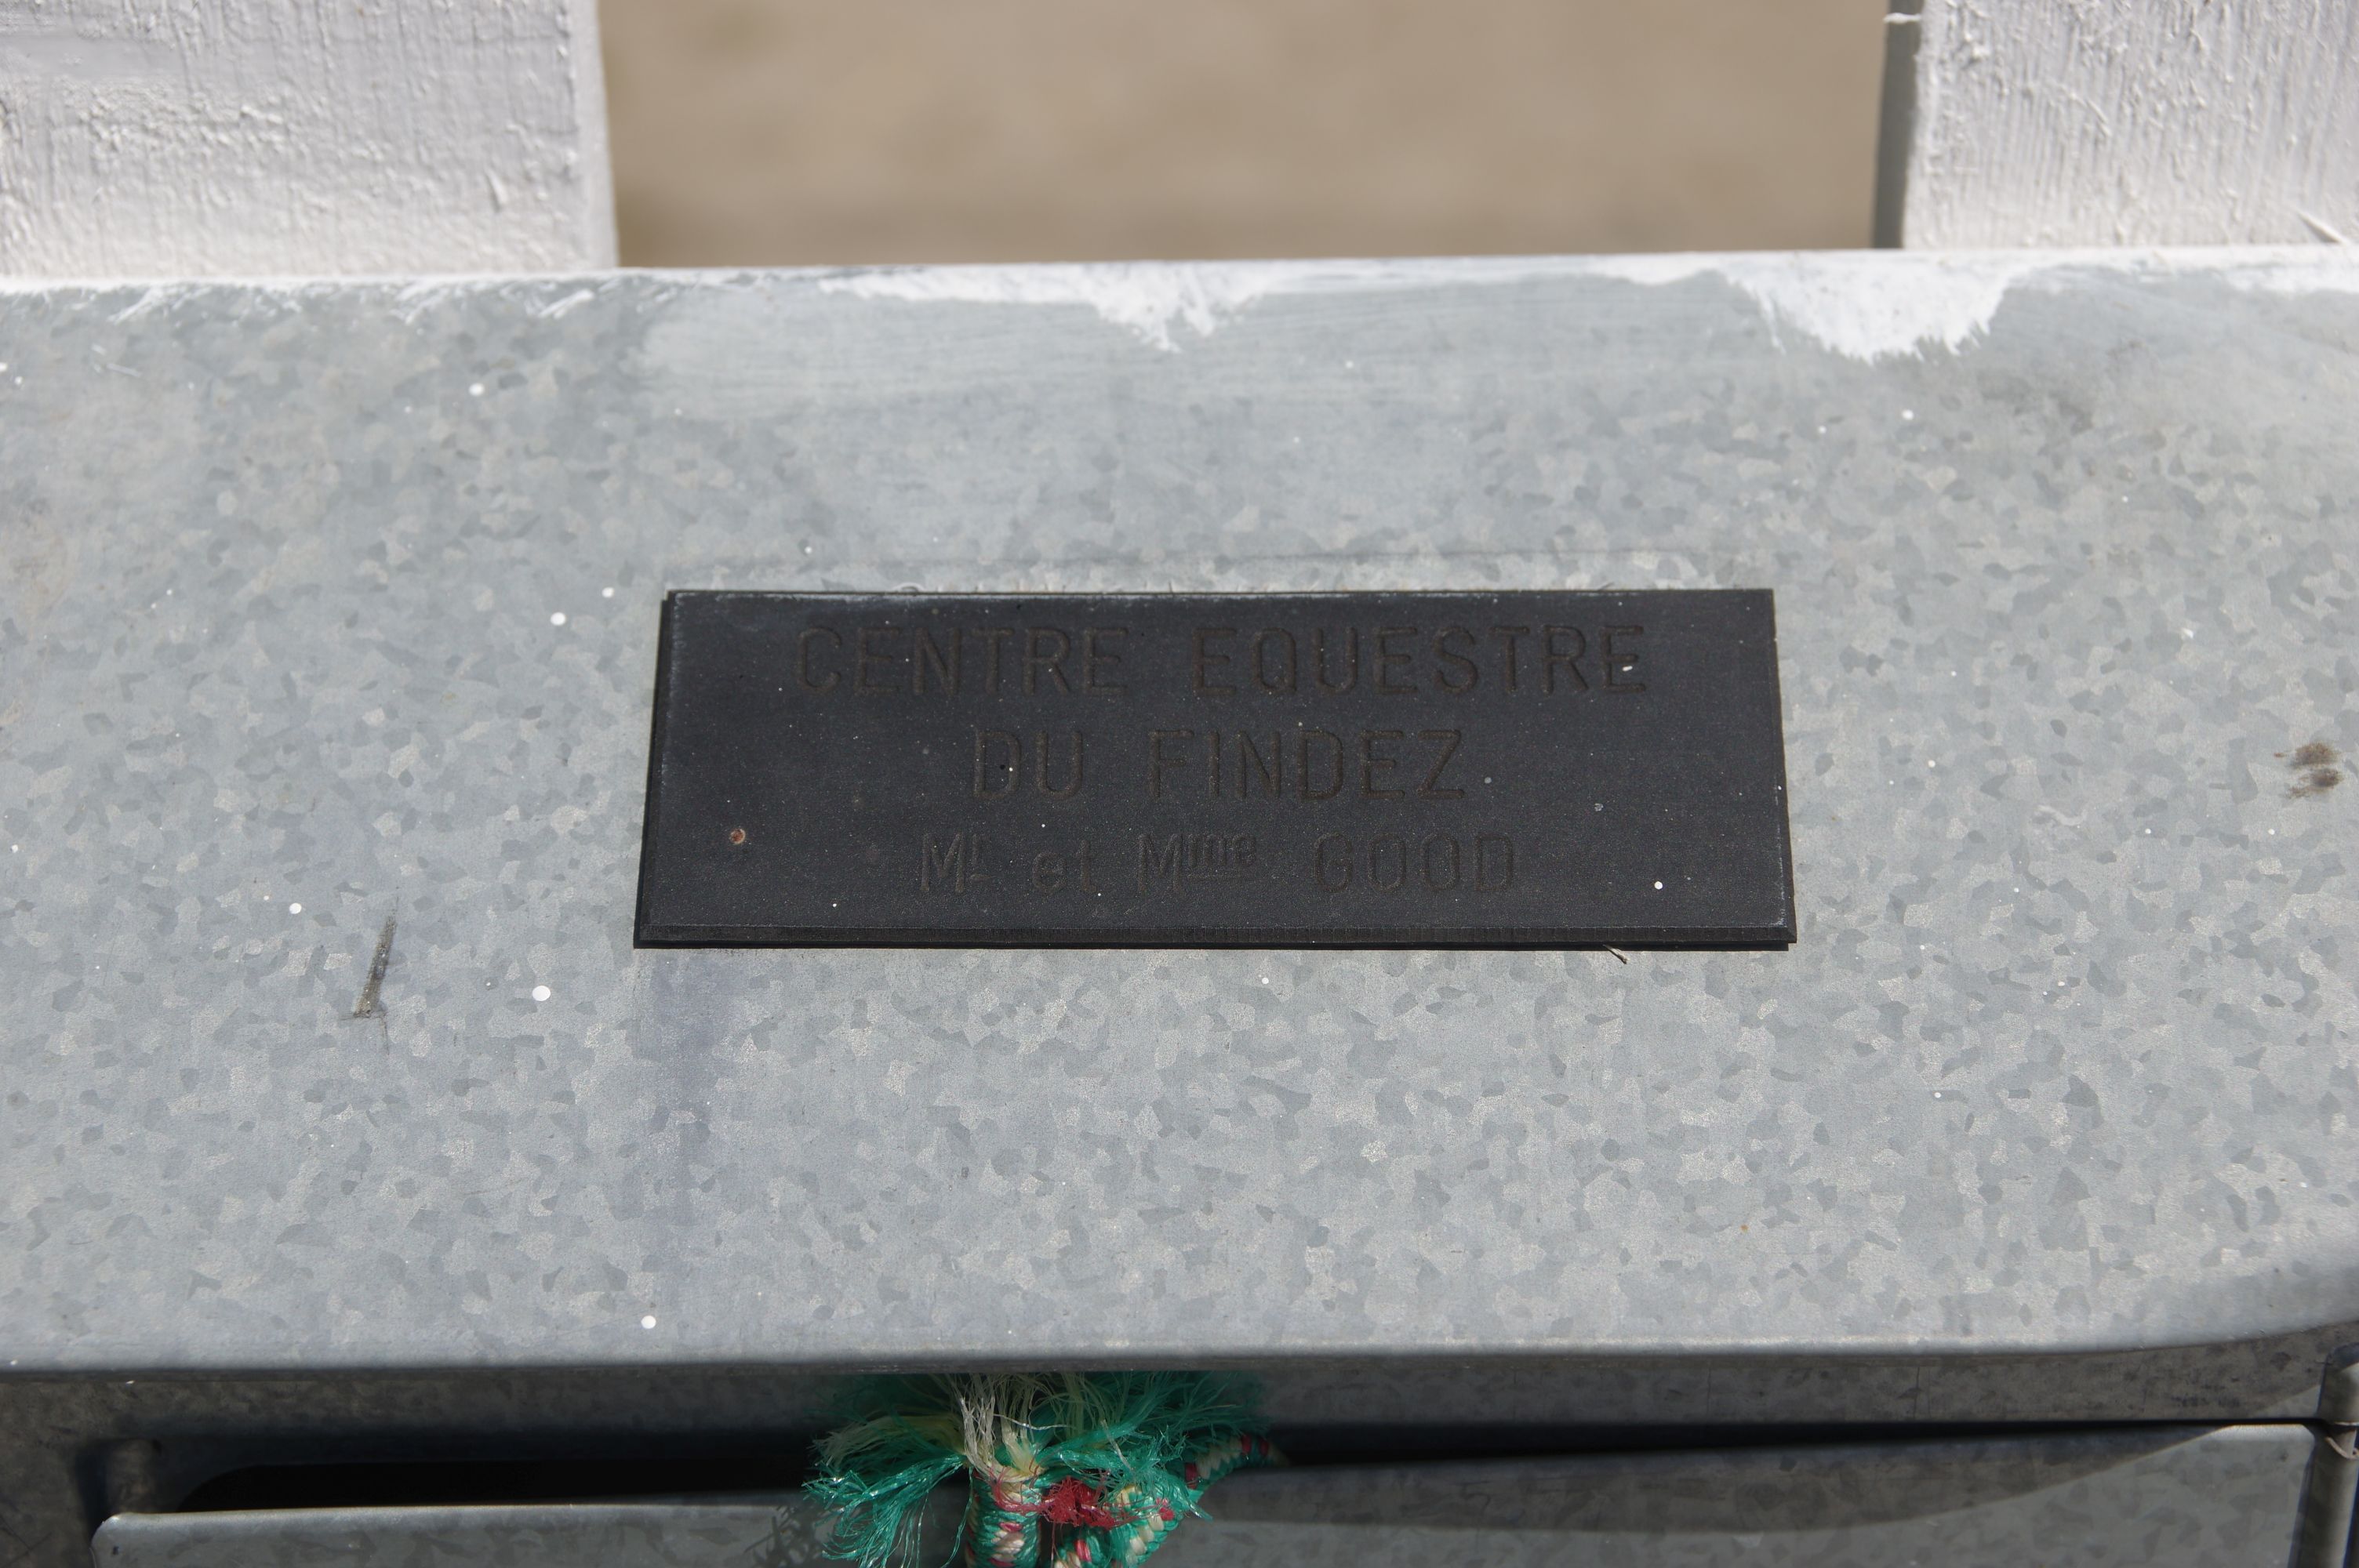 CENTRE EQUESTRE
DU FINDEZ
Mr et Mme GOOD